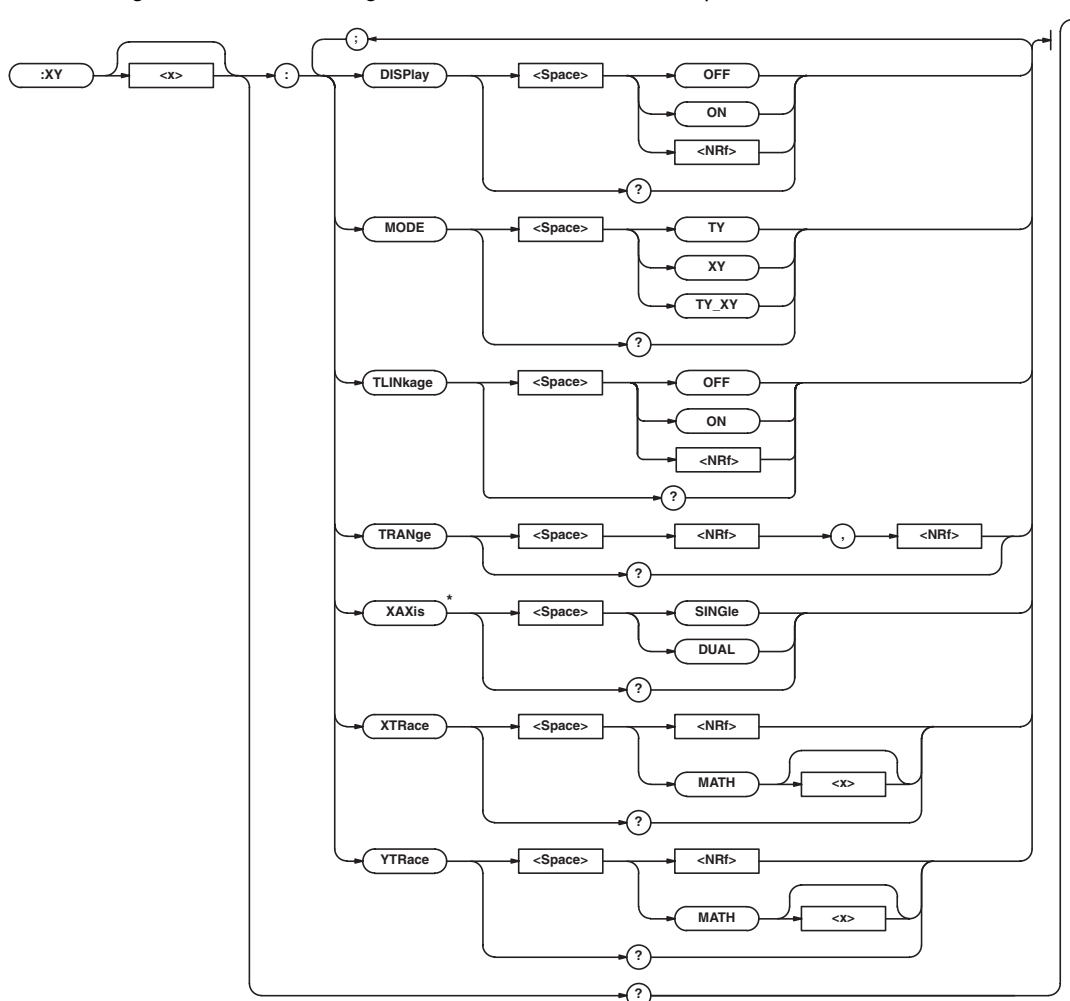 ;
:XY <x> : DISPlay <Space> OFF
ON
<NRf>
?
MODE <Space> TY
XY
TY_XY
?
TLINkage <Space> OFF
ON
<NRf>
?
TRANge <Space> <NRf> , <NRf>
?
XAXis * <Space> SINGle
DUAL
?
XTRace <Space> <NRf>
MATH <x>
?
YTRace <Space> <NRf>
MATH <x>
?
?